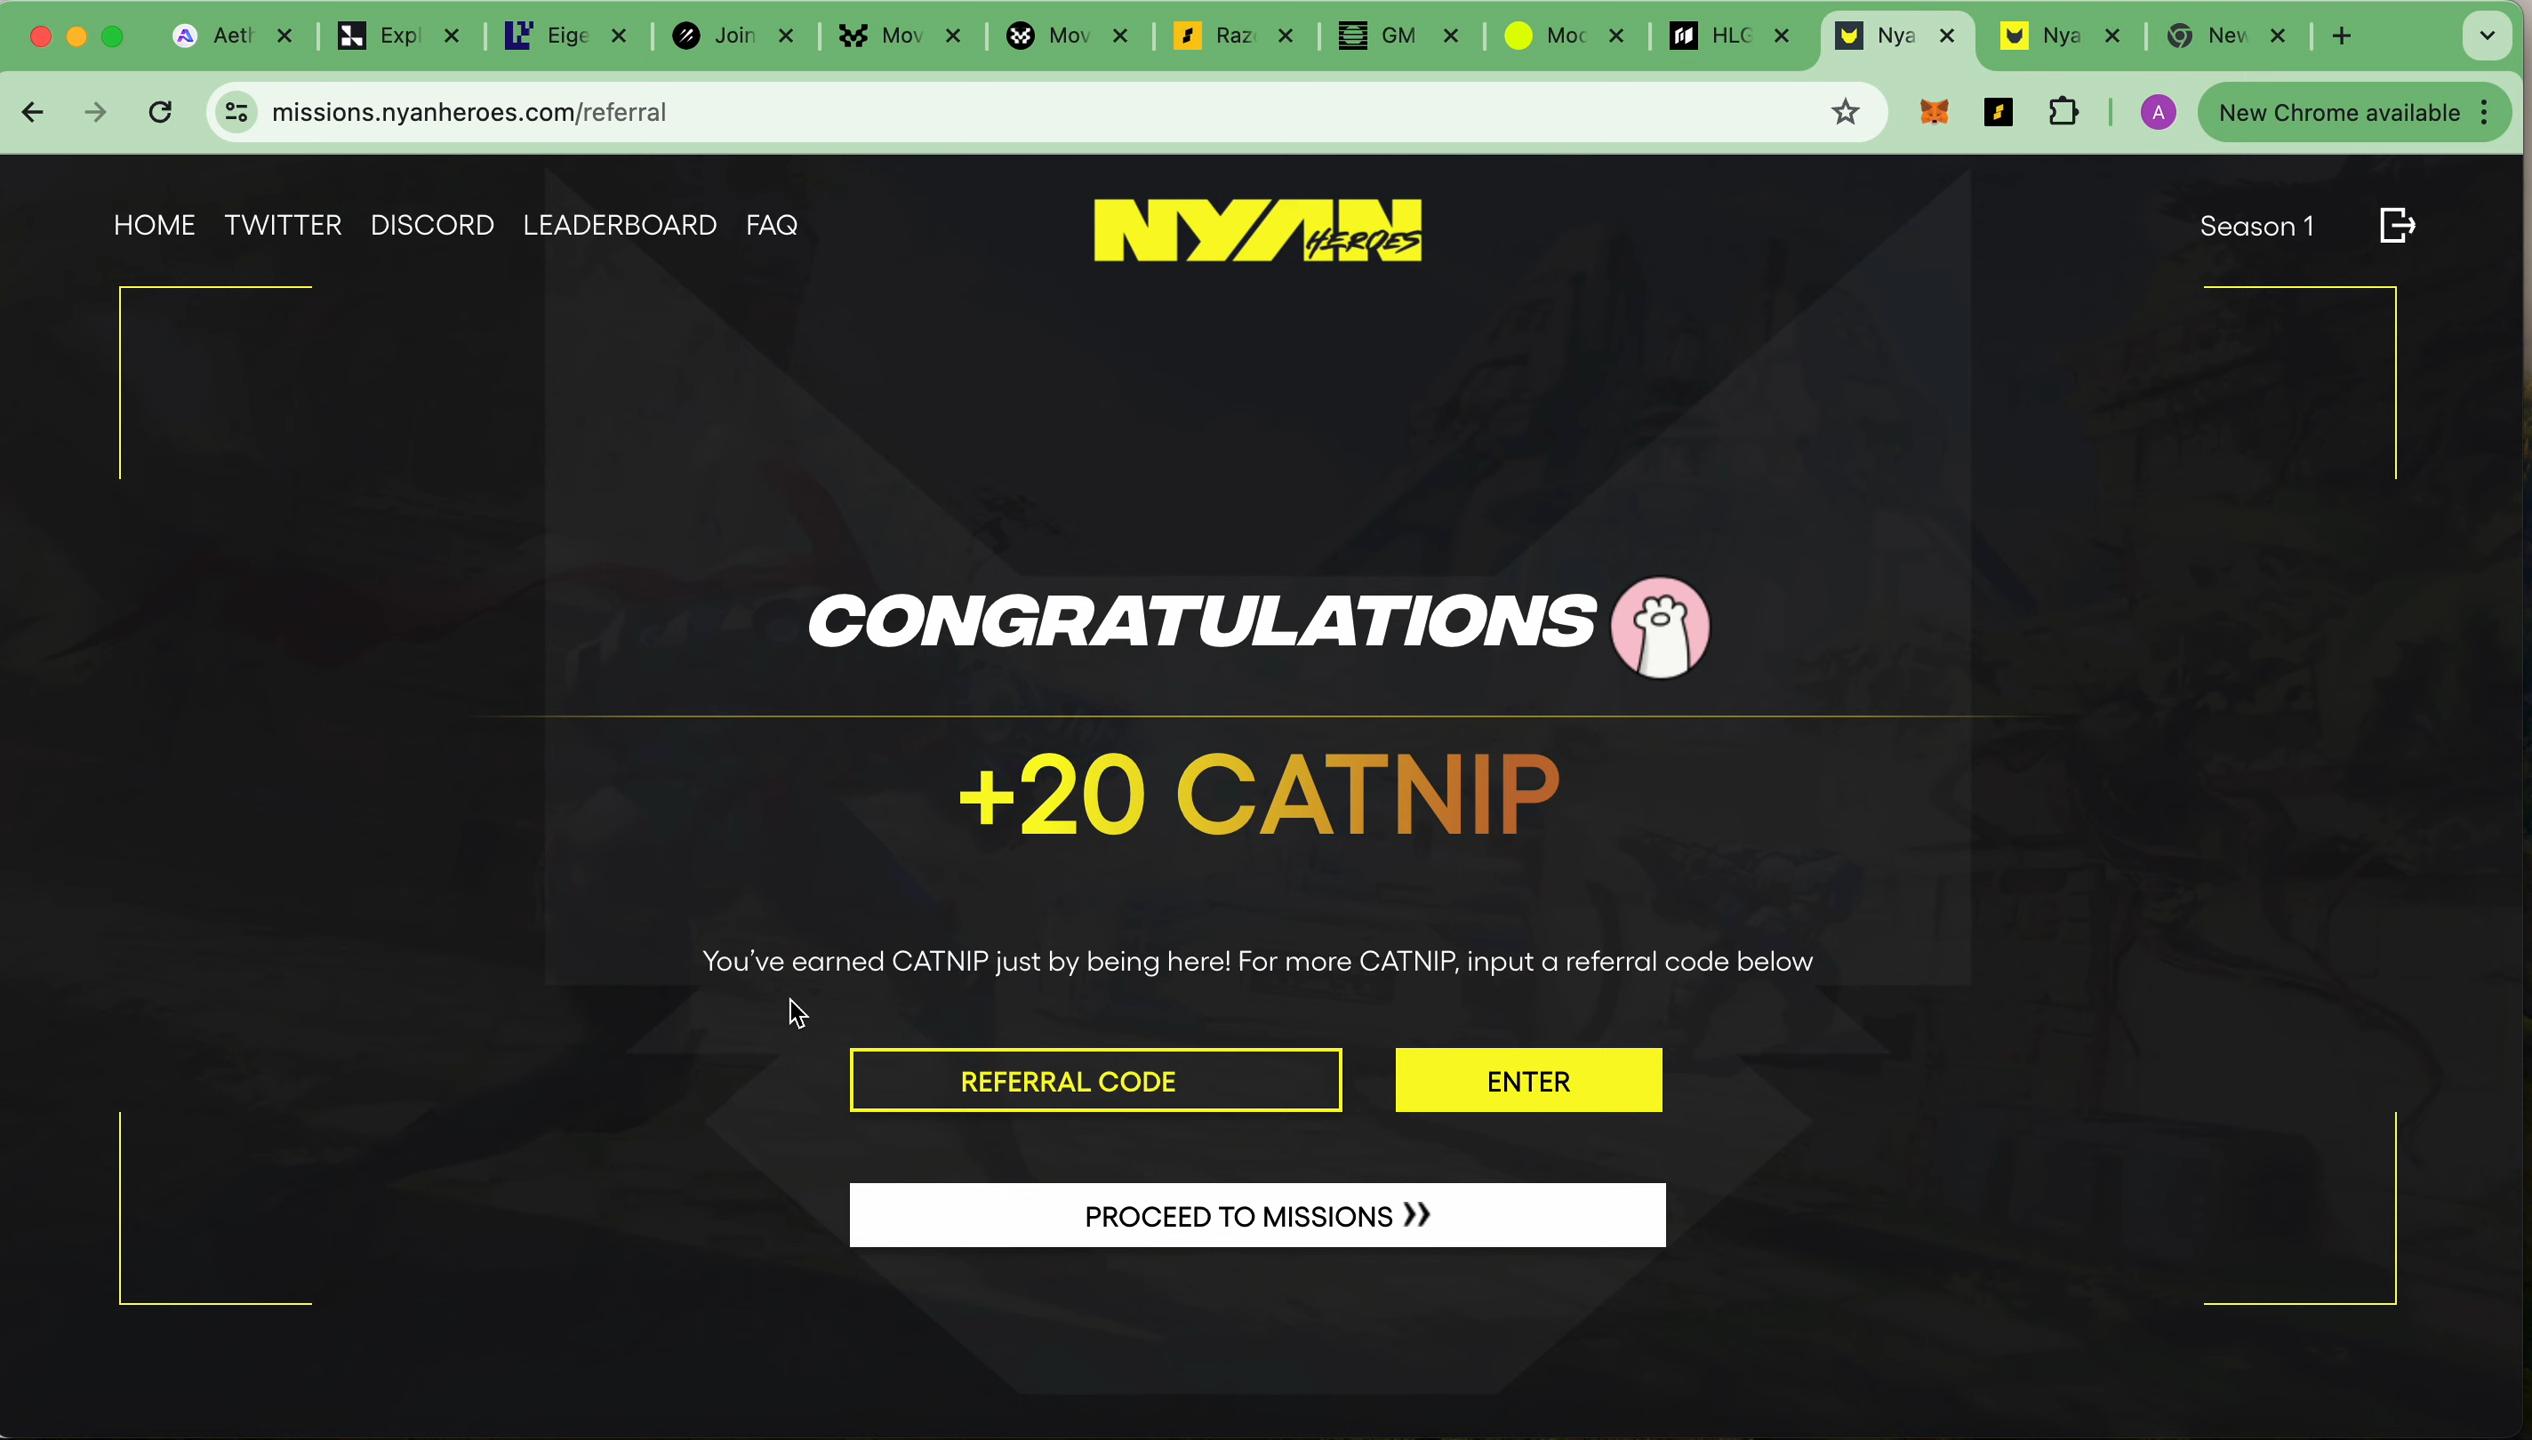 Aeth
Expl
Eige
Join
Mov
Mov
Raz
GM
Moc
HLG
Nya
Nya
New
missions.nyanheroes.com/referral
A
New Chrome available
HOME TWITTER DISCORD LEADERBOARD FAQ
NYAN HEROES
Season 1
CONGRATULATIONS
+20 CATNIP
You've earned CATNIP just by being here! For more CATNIP, input a referral code below
REFERRAL CODE
ENTER
PROCEED TO MISSIONS